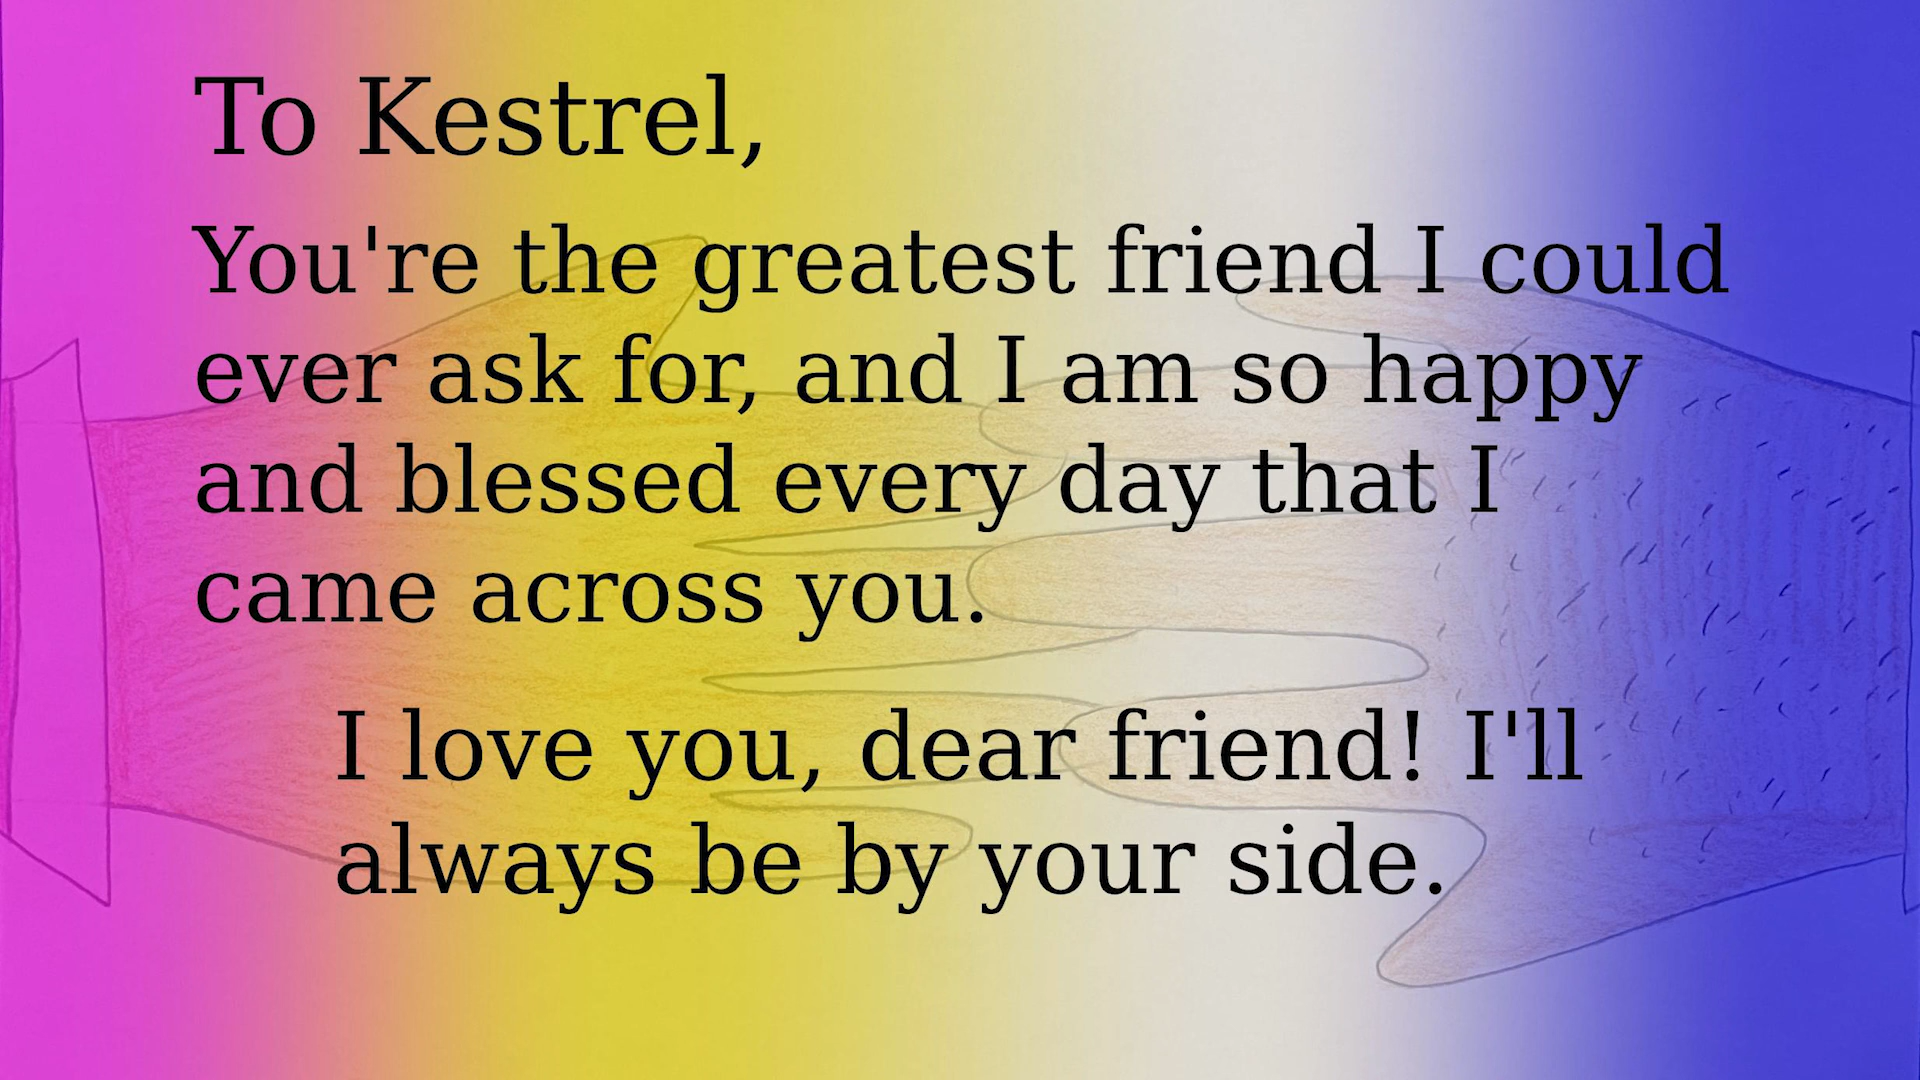 To Kestrel,
You're the greatest friend I could
ever ask for, and I am so happy
and blessed every day that I
came across you.
I love you, dear friend! I'll
always be by your side.